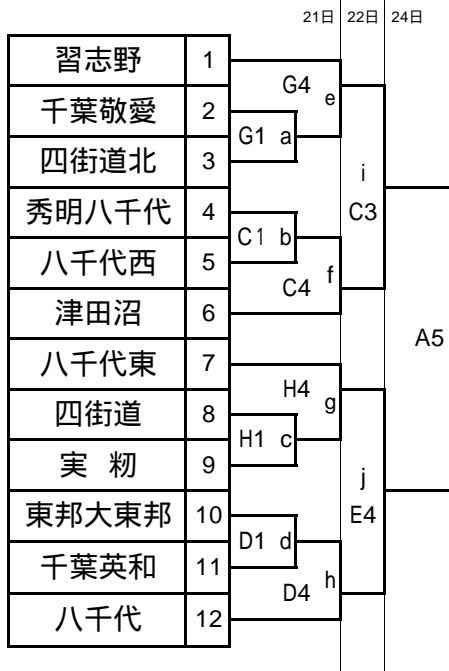 21日 22日 24日
習志野 1
G4 e
千葉敬愛 2
G1 a
四街道北 3
i
秀明八千代 4
C3
C1 b
八千代西 5
f
C4
津田沼 6
A5
八千代東 7
H4
g
四街道 8
H1 c
実 籾 9
j
東邦大東邦 10
E4
D1 d
千葉英和 11
h
D4
八千代 12